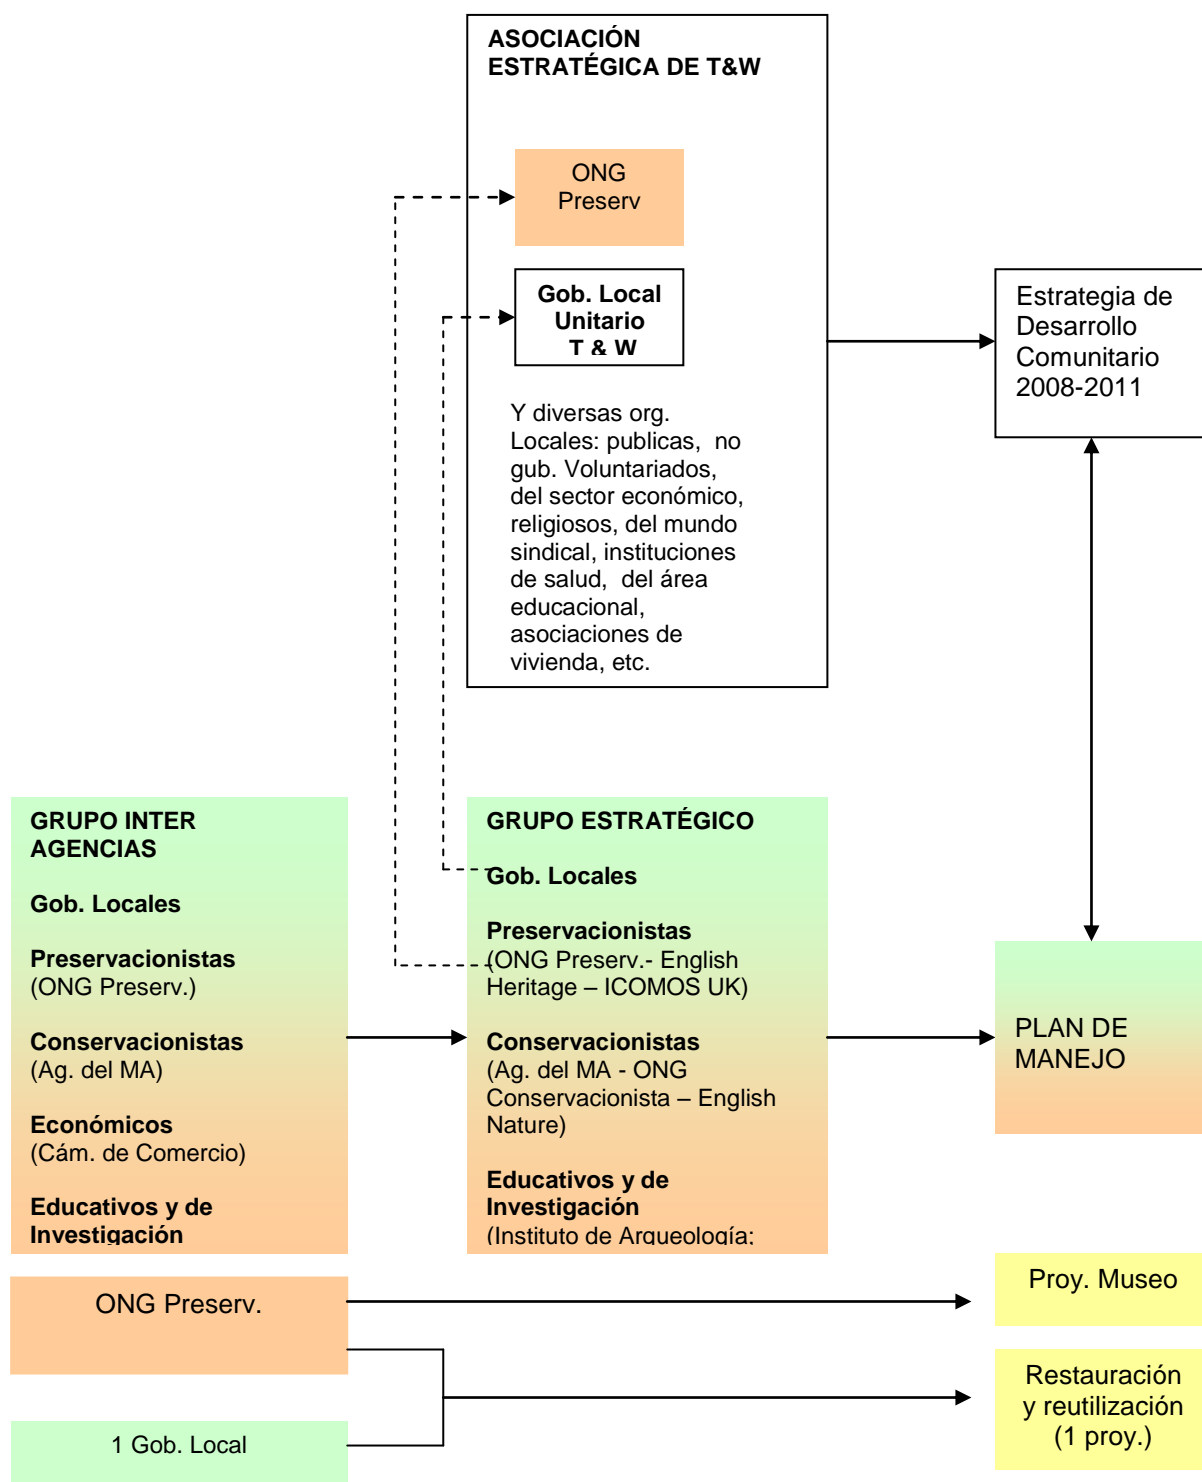 ASOCIACIÓN
ESTRATÉGICA DE T&W
ONG
Preserv
Gob. Local
Unitario
T & W
Y diversas org.
Locales: publicas, no
gub. Voluntariados,
del sector económico,
religiosos, del mundo
sindical, instituciones
de salud, del área
educacional,
asociaciones de
vivienda, etc.
Estrategia de
Desarrollo
Comunitario
2008-2011
GRUPO INTER
AGENCIAS
Gob. Locales
Preservacionistas
(ONG Preserv.)
Conservacionistas
(Ag. del MA)
Económicos
(Cám. de Comercio)
Educativos y de
Investigación
GRUPO ESTRATÉGICO
Gob. Locales
Preservacionistas
(ONG Preserv.- English
Heritage – ICOMOS UK)
Conservacionistas
(Ag. del MA - ONG
Conservacionista – English
Nature)
Educativos y de
Investigación
(Instituto de Arqueología;
PLAN DE
MANEJO
ONG Preserv.
1 Gob. Local
Proy. Museo
Restauración
y reutilización
(1 proy.)